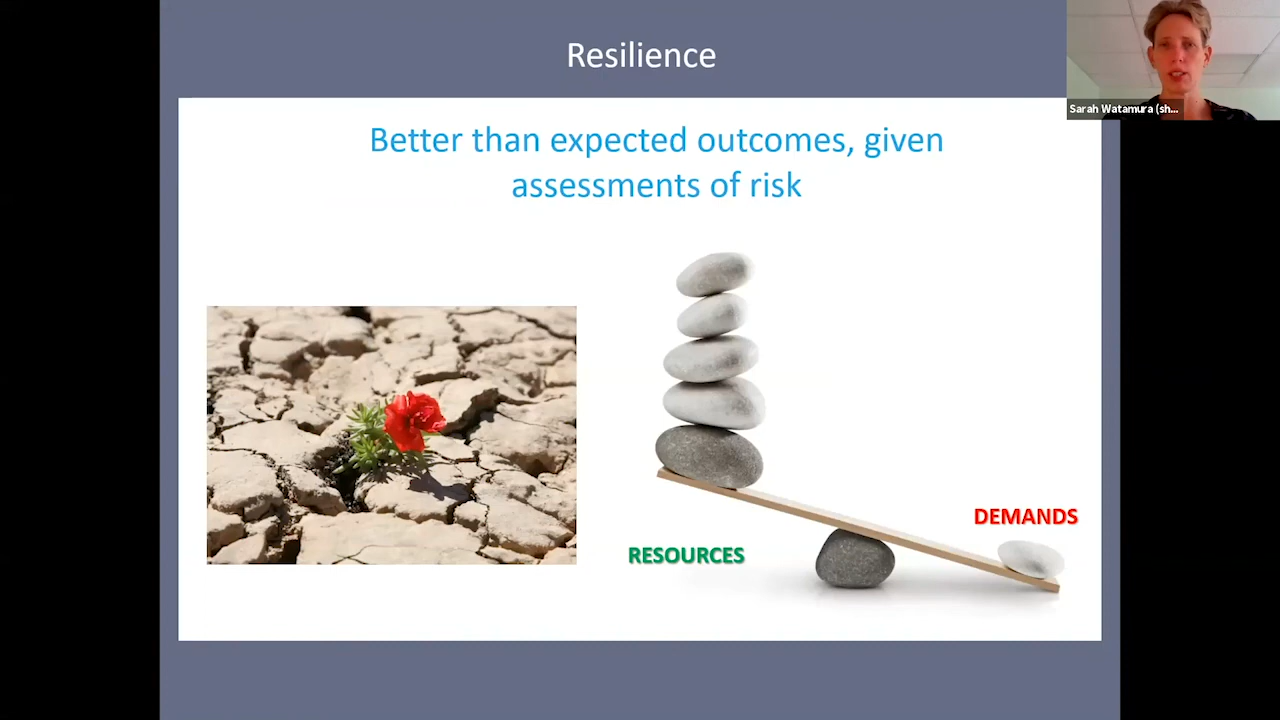 Resilience
Sarah Watamura (sh...
Better than expected outcomes, given
assessments of risk
DEMANDS
RESOURCES